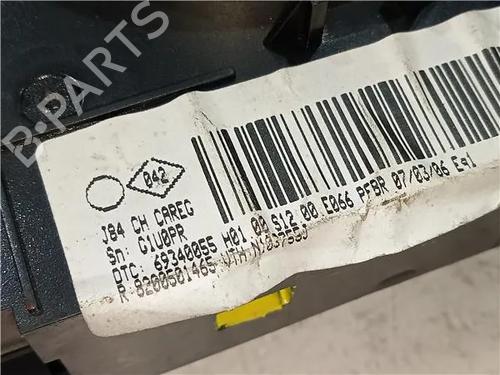 B-PARTS
042
J84 CH CAREG
Sn: G1U0PR
DTC: 69340055 H01 00 S12 00 E066 PFBR 07/03/06 Eq1
R 8200501465